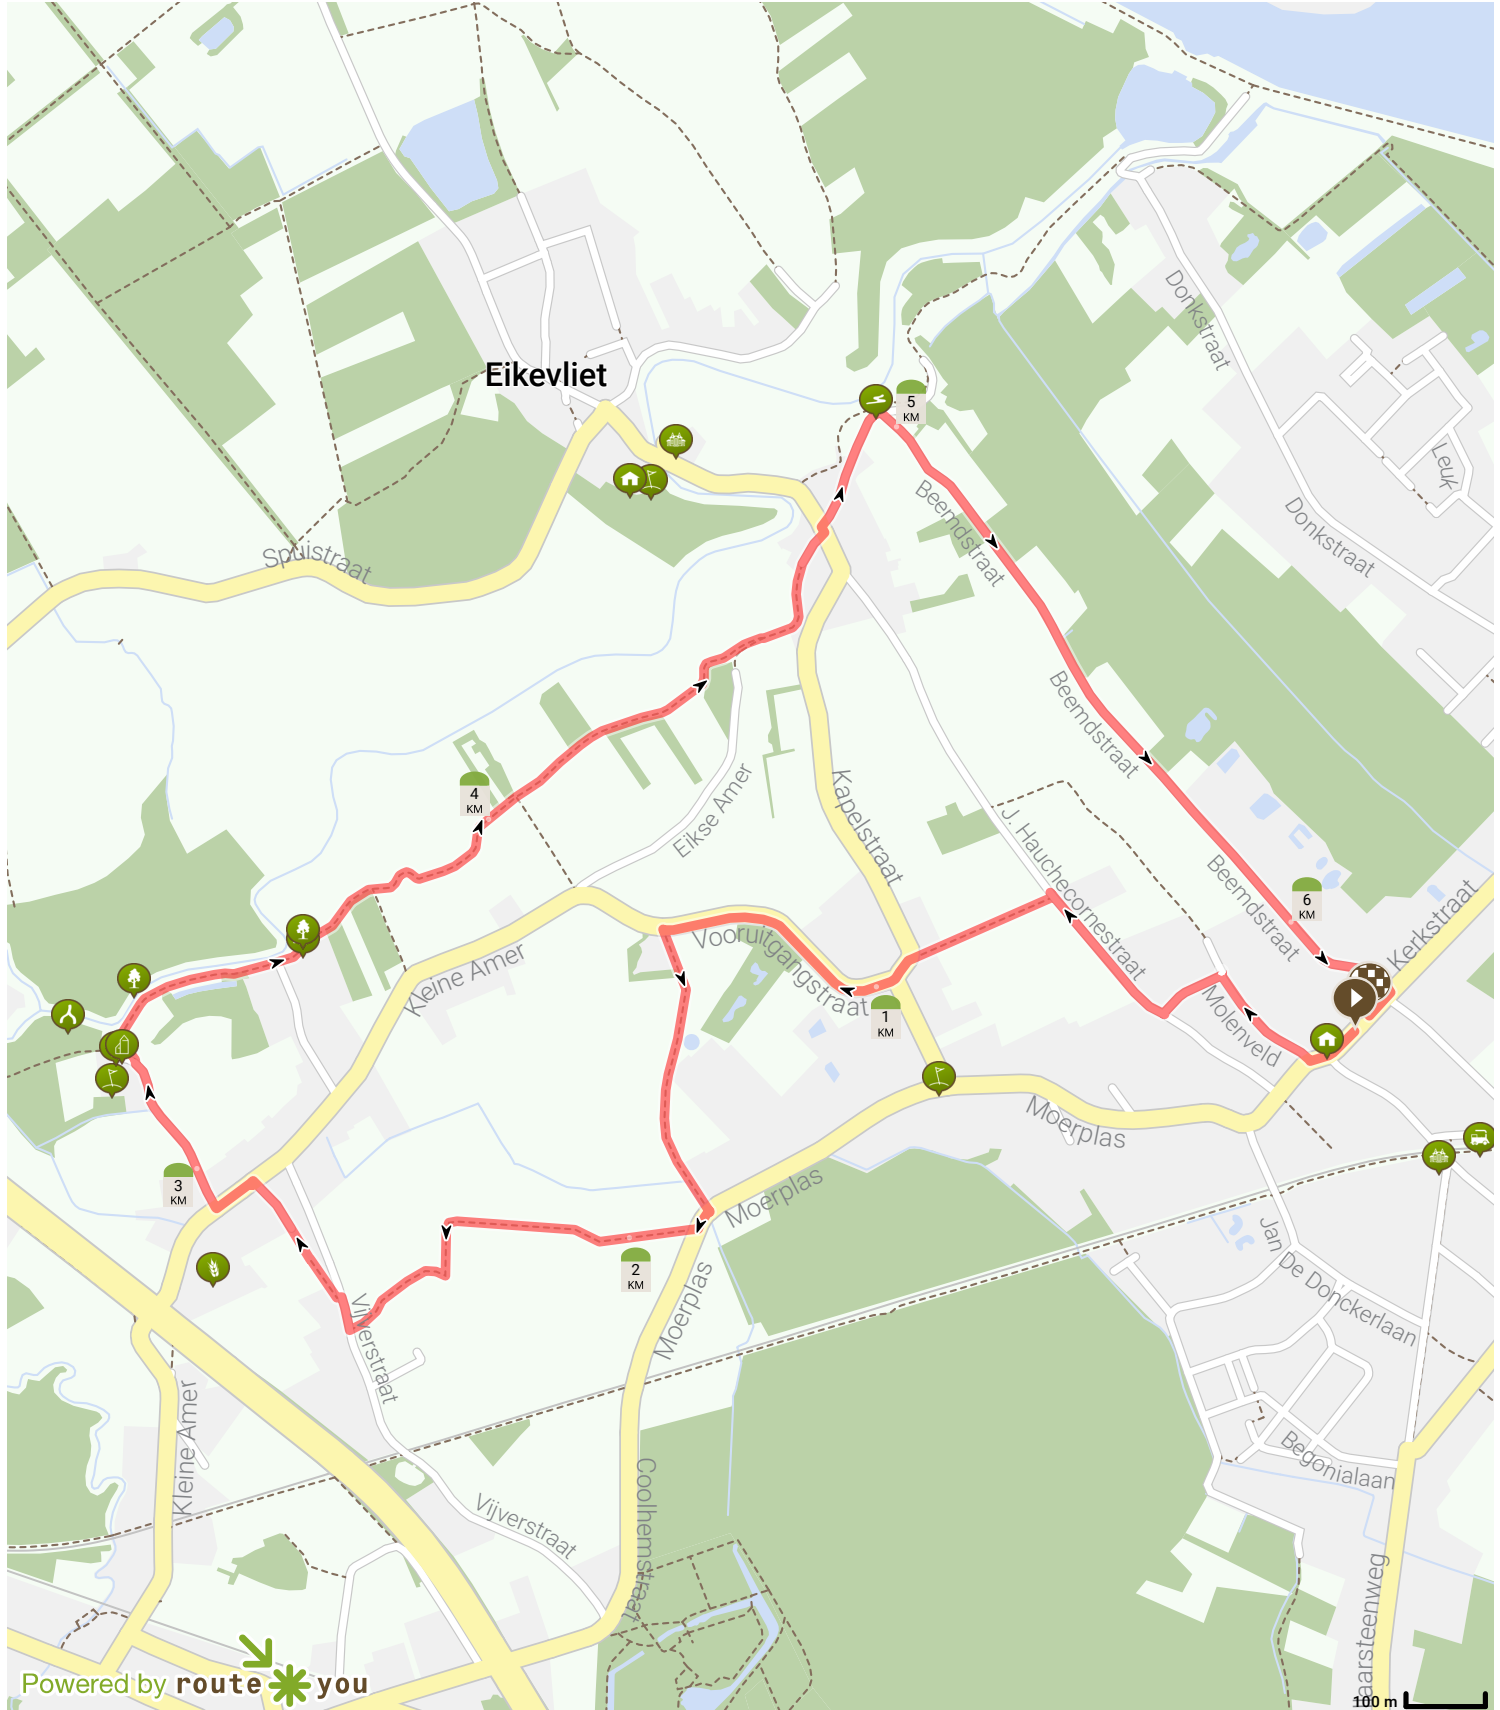 Donkstraat
Eikevliet
5
KM
Leuk
Beemdstraat
Donkstraat
Spuistraat
Beemdstraat
4
KM
Eikse Amer
Kapelstraat
J. Hauchecornestraat
Beemdstraat
6
KM
Kerkstraat
Vooruitgangstraat
Kleine Amer
Molenveld
1
KM
Moerplas
3
KM
Moerplas
Jan De Donckerlaan
2
KM
Moerplas
Vijverstraat
Kleine Amer
Begonialaan
Coolhemstraat
Vijverstraat
aarsteenweg
Powered by routeyou
100 m